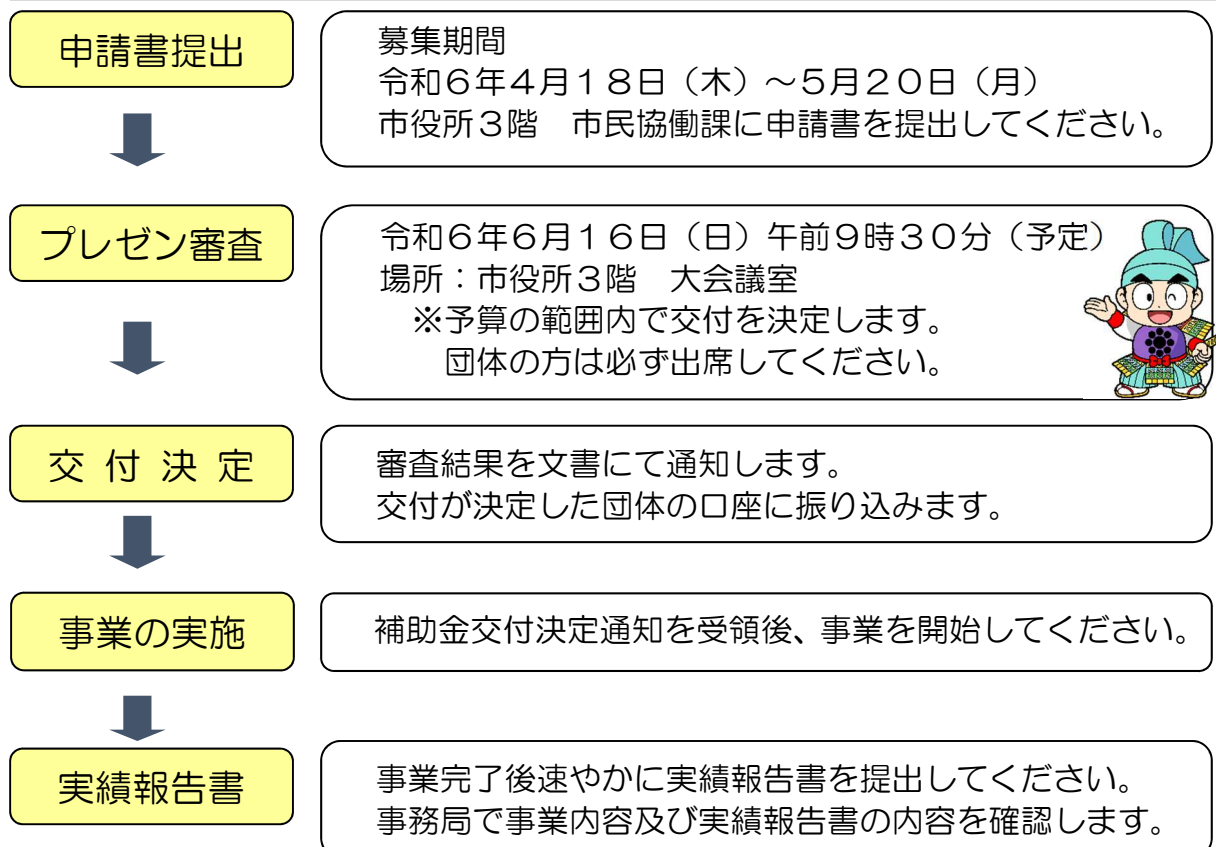 申請書提出
募集期間
令和6年4月18日（木）～5月20日（月）
市役所3階　市民協働課に申請書を提出してください。
プレゼン審査
令和6年6月16日（日）午前9時30分（予定）
場所：市役所3階　大会議室
※予算の範囲内で交付を決定します。
団体の方は必ず出席してください。
交 付 決 定
審査結果を文書にて通知します。
交付が決定した団体の口座に振り込みます。
事業の実施
補助金交付決定通知を受領後、事業を開始してください。
実績報告書
事業完了後速やかに実績報告書を提出してください。
事務局で事業内容及び実績報告書の内容を確認します。